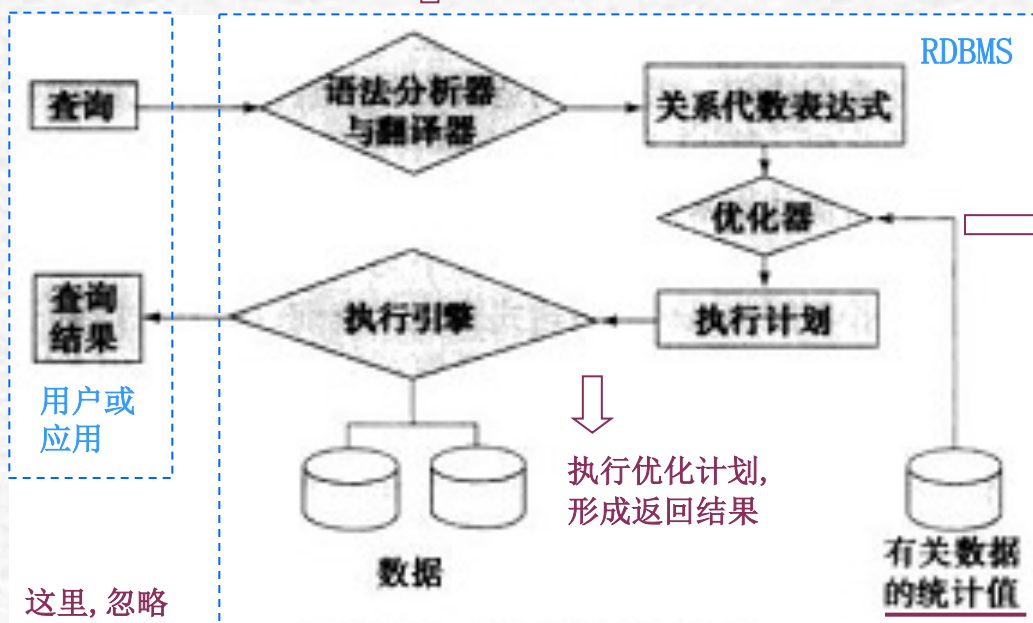 RDBMS
查询
语法分析器
与翻译器
关系代数表达式
优化器
查询
结果
执行引擎
执行计划
用户或
应用
执行优化计划,
形成返回结果
数据
有关数据
的统计值
这里, 忽略